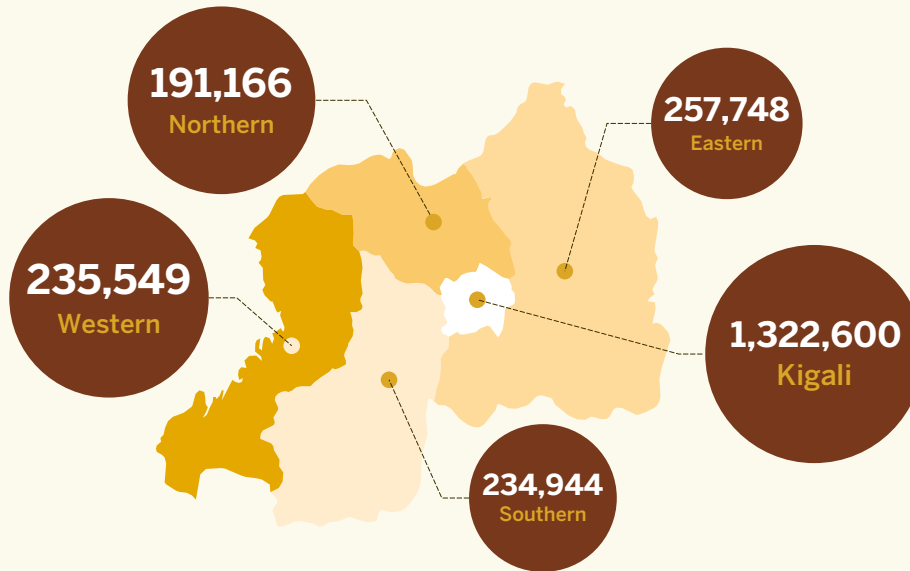 191,166
Northern
257,748
Eastern
235,549
Western
1,322,600
Kigali
234,944
Southern